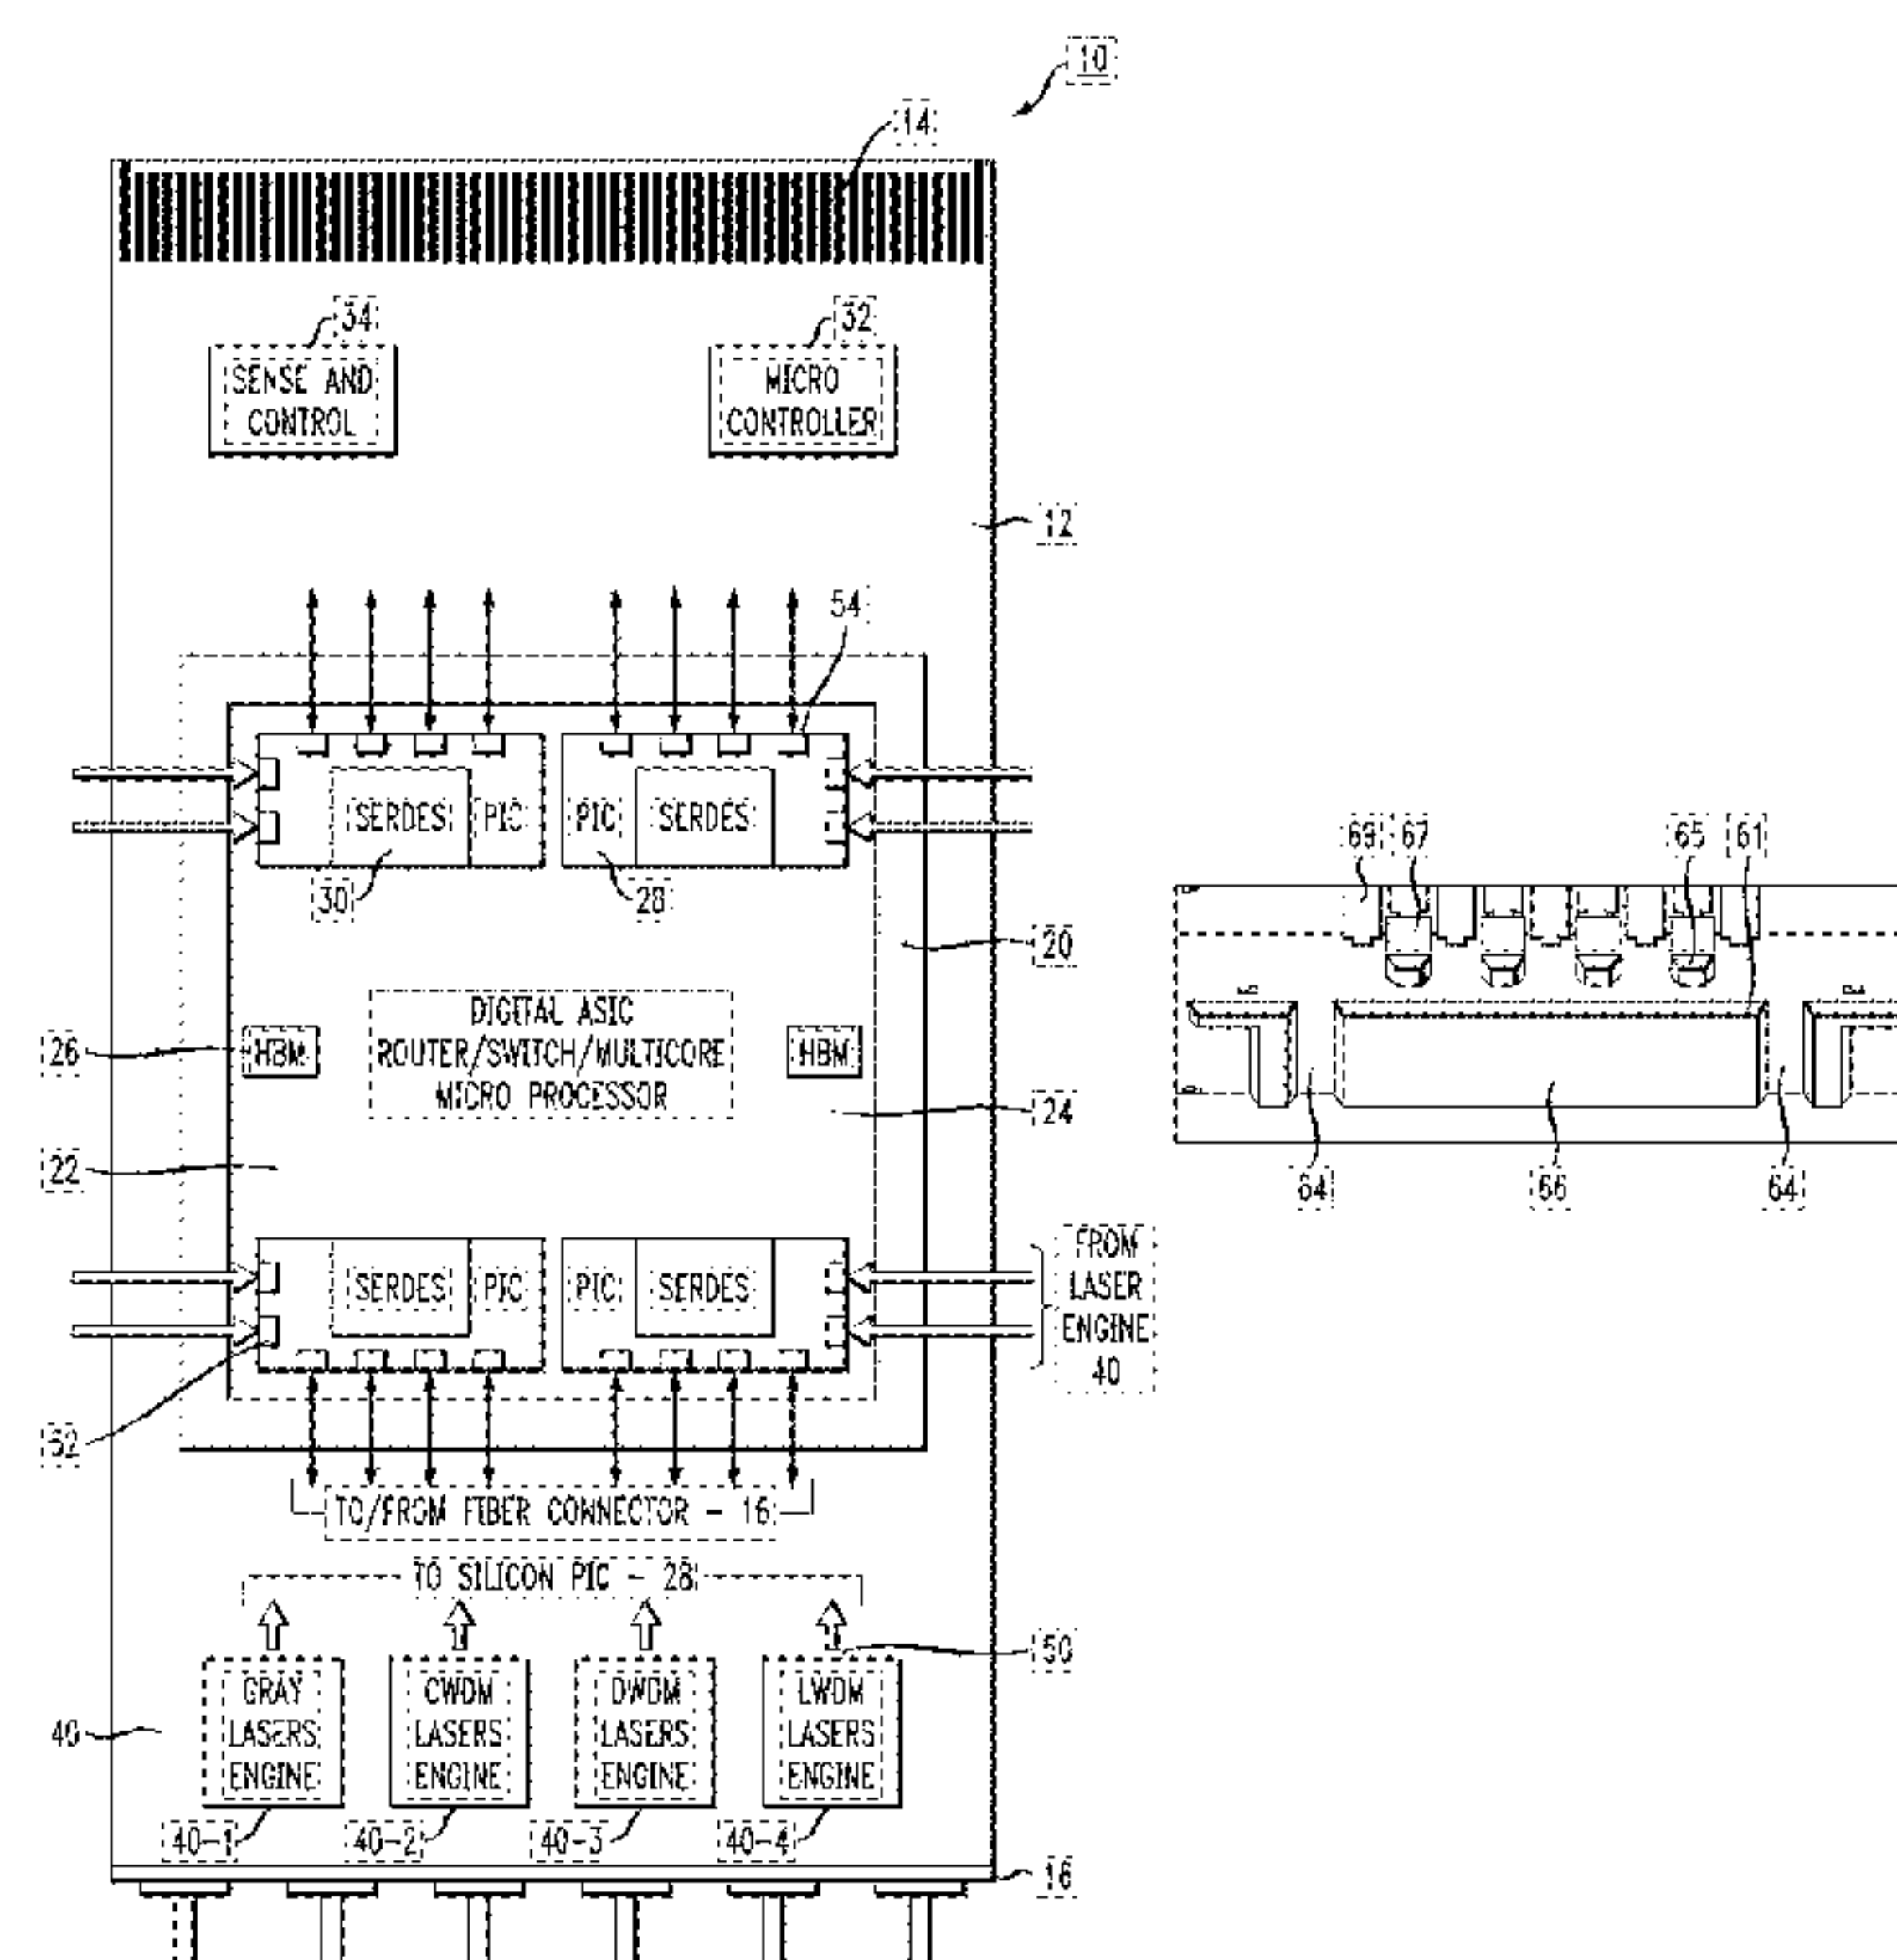 10
14
34
32
SENSE AND
CONTROL
MICRO
CONTROLLER
12
54
SERDES PIC
PIC SERDES
30
28
20
DIGITAL ASIC
ROUTER/SWITCH/MULTICORE
MICRO PROCESSOR
26
HBM
HBM
24
22
SERDES PIC
PIC SERDES
FROM
LASER
ENGINE
40
52
TO/FROM FIBER CONNECTOR - 16
TO SILICON PIC - 28
50
40
GRAY
LASERS
ENGINE
CWDM
LASERS
ENGINE
DWDM
LASERS
ENGINE
LWDM
LASERS
ENGINE
40-1
40-2
40-3
40-4
16
69
67
65
61
64
66
64